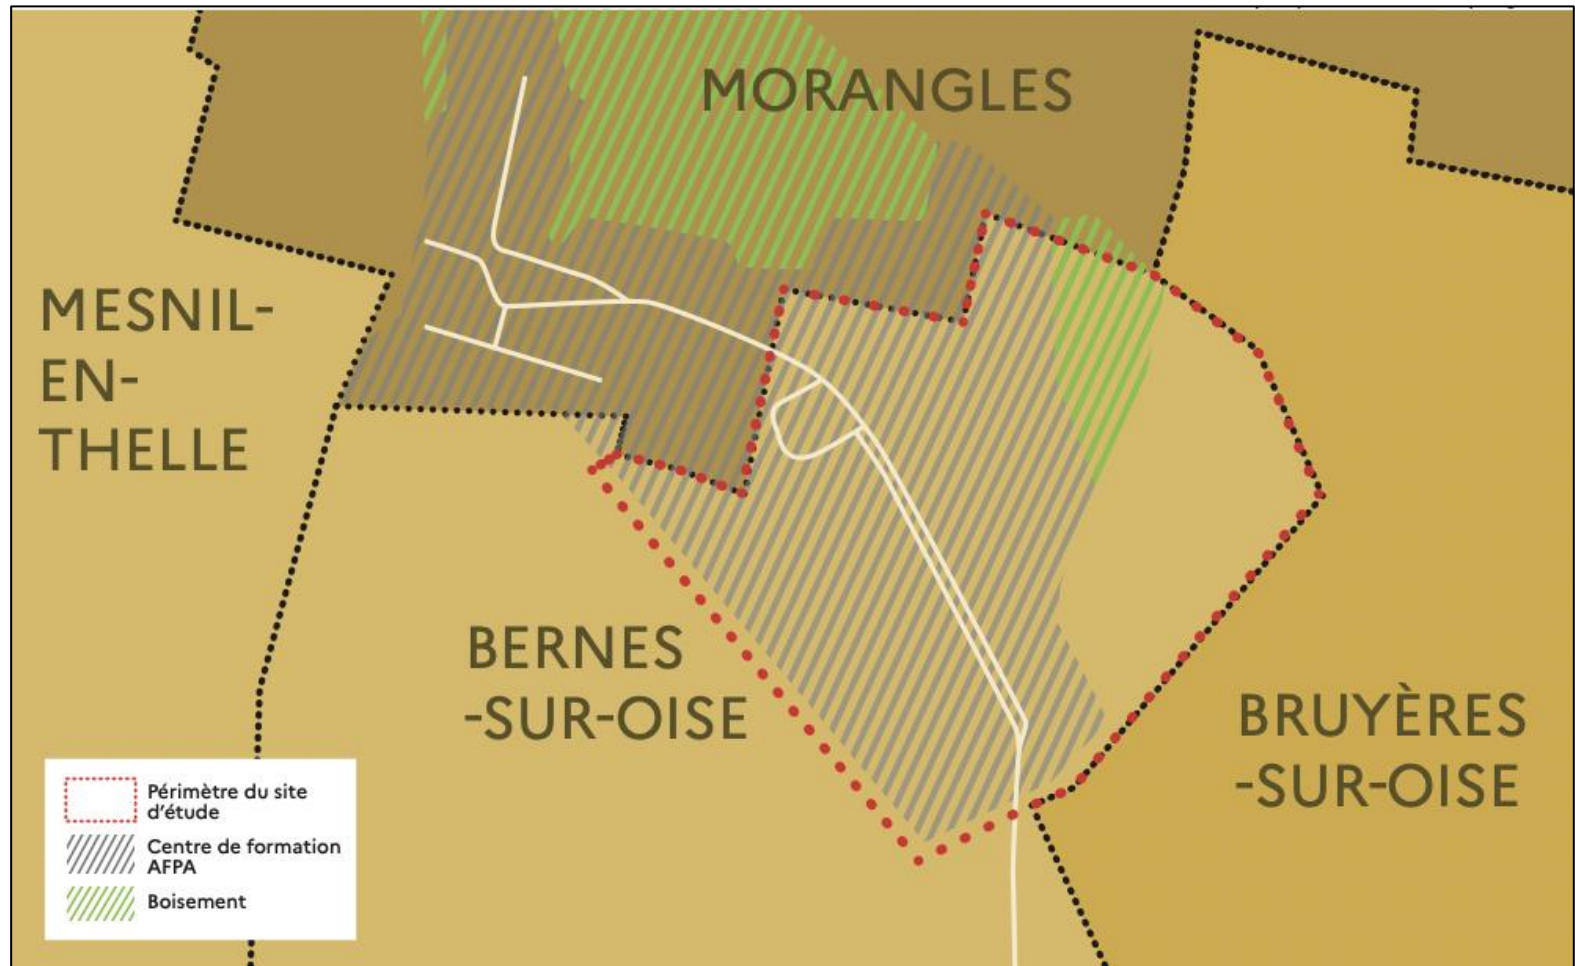 MORANGLES
MESNIL-
EN-
THELLE
BERNES
-SUR-OISE
BRUYÈRES
-SUR-OISE
Périmètre du site
d'étude
Centre de formation
AFPA
Boisement